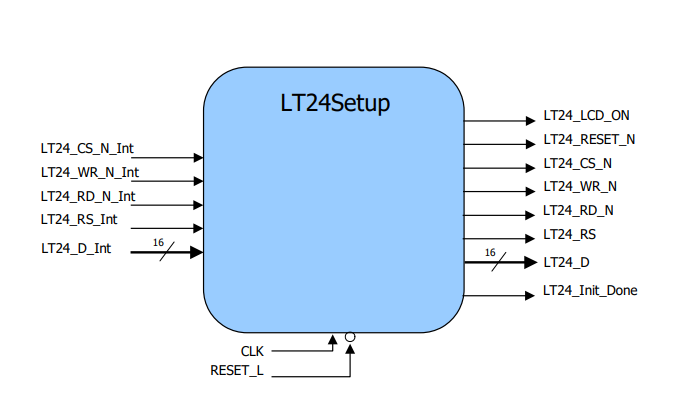 LT24Setup
LT24_CS_N_Int
LT24_WR_N_Int
LT24_RD_N_Int
LT24_RS_Int
16
LT24_D_Int
LT24_LCD_ON
LT24_RESET_N
LT24_CS_N
LT24_WR_N
LT24_RD_N
LT24_RS
16
LT24_D
LT24_Init_Done
CLK
RESET_L